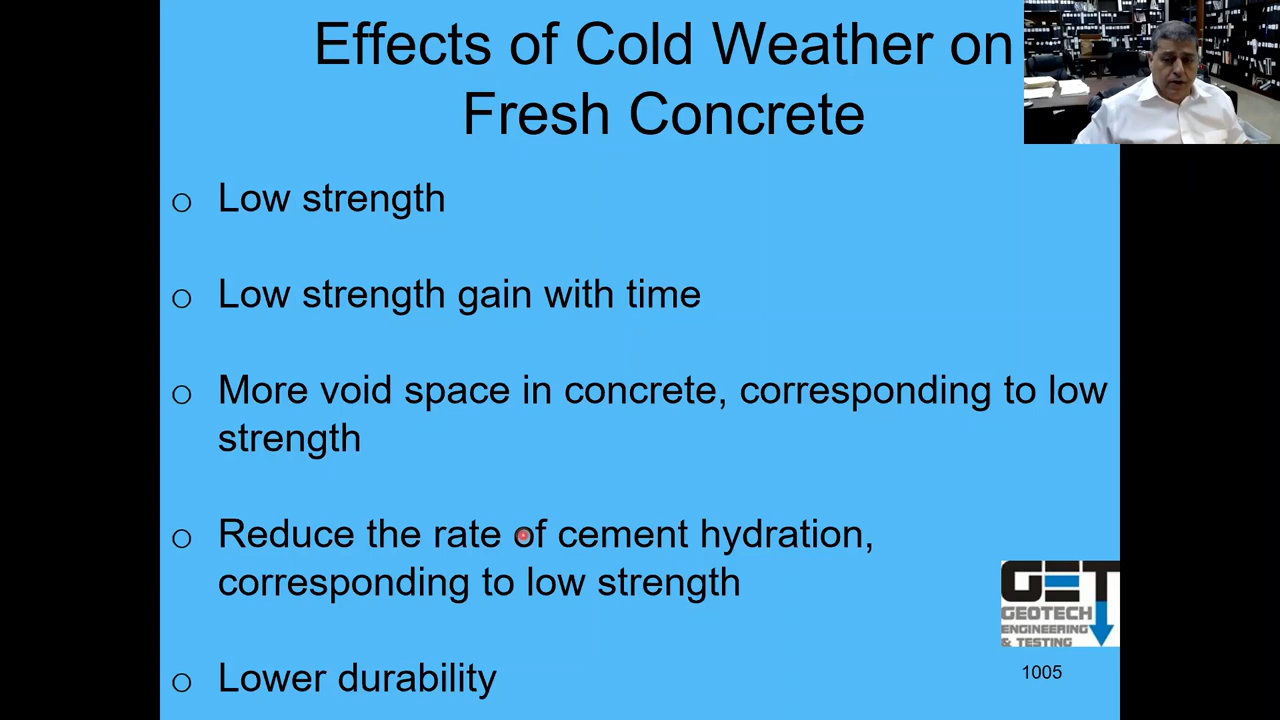 Effects of Cold Weather on
Fresh Concrete
o Low strength
o Low strength gain with time
o More void space in concrete, corresponding to low
strength
o Reduce the rate of cement hydration,
corresponding to low strength
o Lower durability
GET
GEOTECH
ENGINEERING
& TESTING
1005